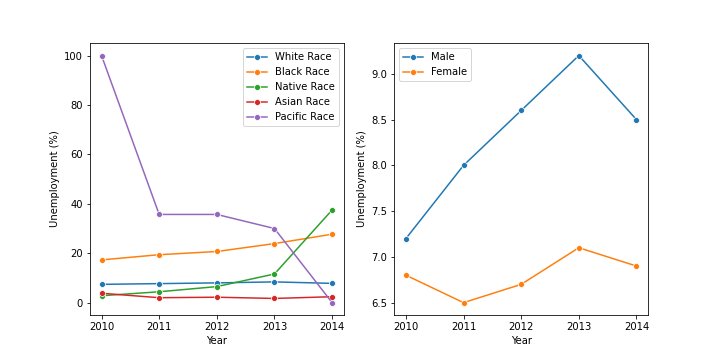 100
80
60
40
20
0
Unemployment (%)
2010 2011 2012 2013 2014
Year
White Race
Black Race
Native Race
Asian Race
Pacific Race
9.0
8.5
8.0
7.5
7.0
6.5
Unemployment (%)
2010 2011 2012 2013 2014
Year
Male
Female